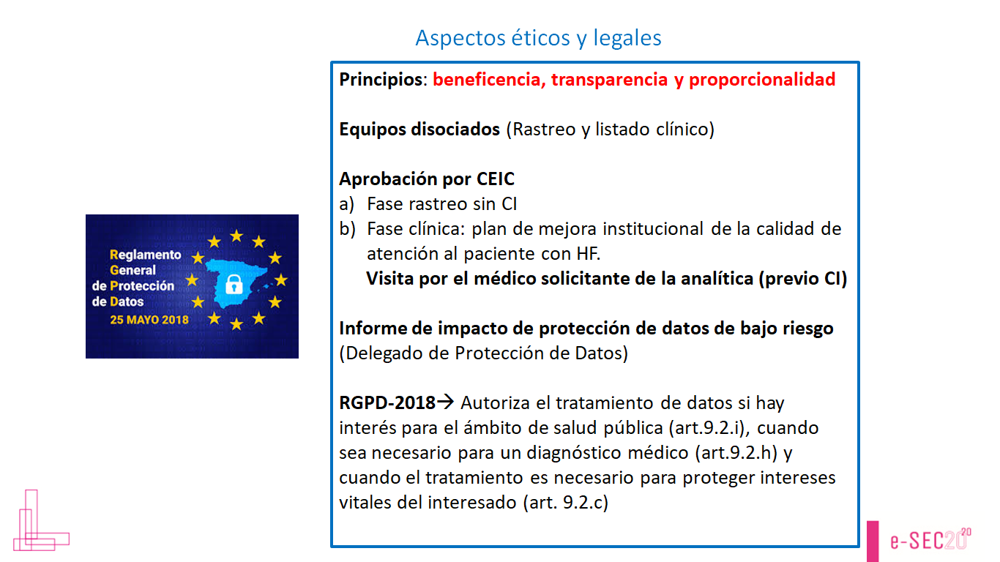 Aspectos éticos y legales
Principios: beneficencia, transparencia y proporcionalidad
Equipos disociados (Rastreo y listado clínico)
Aprobación por CEIC
a) Fase rastreo sin CI
b) Fase clínica: plan de mejora institucional de la calidad de
atención al paciente con HF.
Visita por el médico solicitante de la analítica (previo CI)
Informe de impacto de protección de datos de bajo riesgo
(Delegado de Protección de Datos)
RGPD-2018→ Autoriza el tratamiento de datos si hay
interés para el ámbito de salud pública (art.9.2.i), cuando
sea necesario para un diagnóstico médico (art.9.2.h) y
cuando el tratamiento es necesario para proteger intereses
vitales del interesado (art. 9.2.c)
Reglamento
General
de Protección
de Datos
25 MAYO 2018
e-SEC20 20